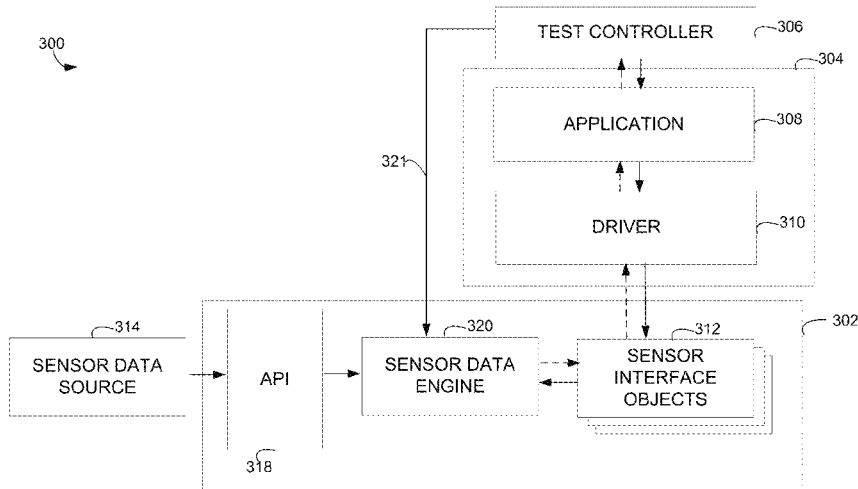 300
TEST CONTROLLER
306
304
APPLICATION
308
321
DRIVER
310
302
314
320
312
SENSOR DATA
SOURCE
API
SENSOR DATA
ENGINE
SENSOR
INTERFACE
OBJECTS
318